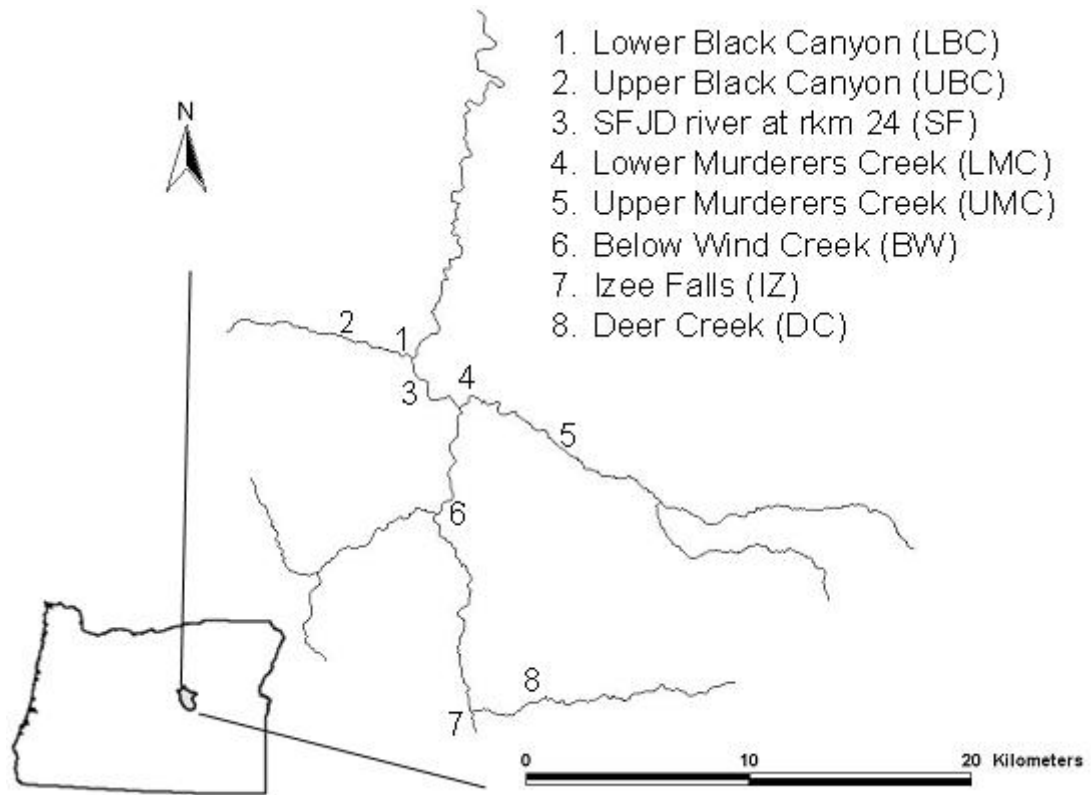 1. Lower Black Canyon (LBC)
2. Upper Black Canyon (UBC)
3. SFJD river at rkm 24 (SF)
4. Lower Murderers Creek (LMC)
5. Upper Murderers Creek (UMC)
6. Below Wind Creek (BW)
7. Izee Falls (IZ)
8. Deer Creek (DC)
N
2
1
3
4
5
6
8
7
0
10
20 Kilometers